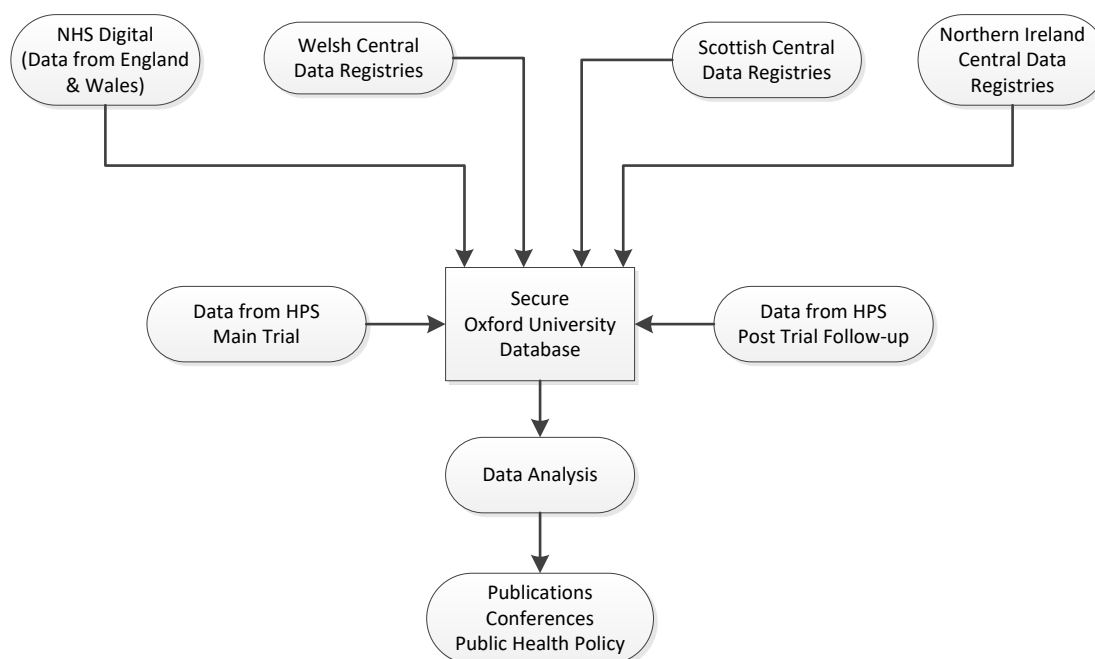 NHS Digital
(Data from England
& Wales)
Welsh Central
Data Registries
Scottish Central
Data Registries
Northern Ireland
Central Data
Registries
Data from HPS
Main Trial
Secure
Oxford University
Database
Data from HPS
Post Trial Follow-up
Data Analysis
Publications
Conferences
Public Health Policy